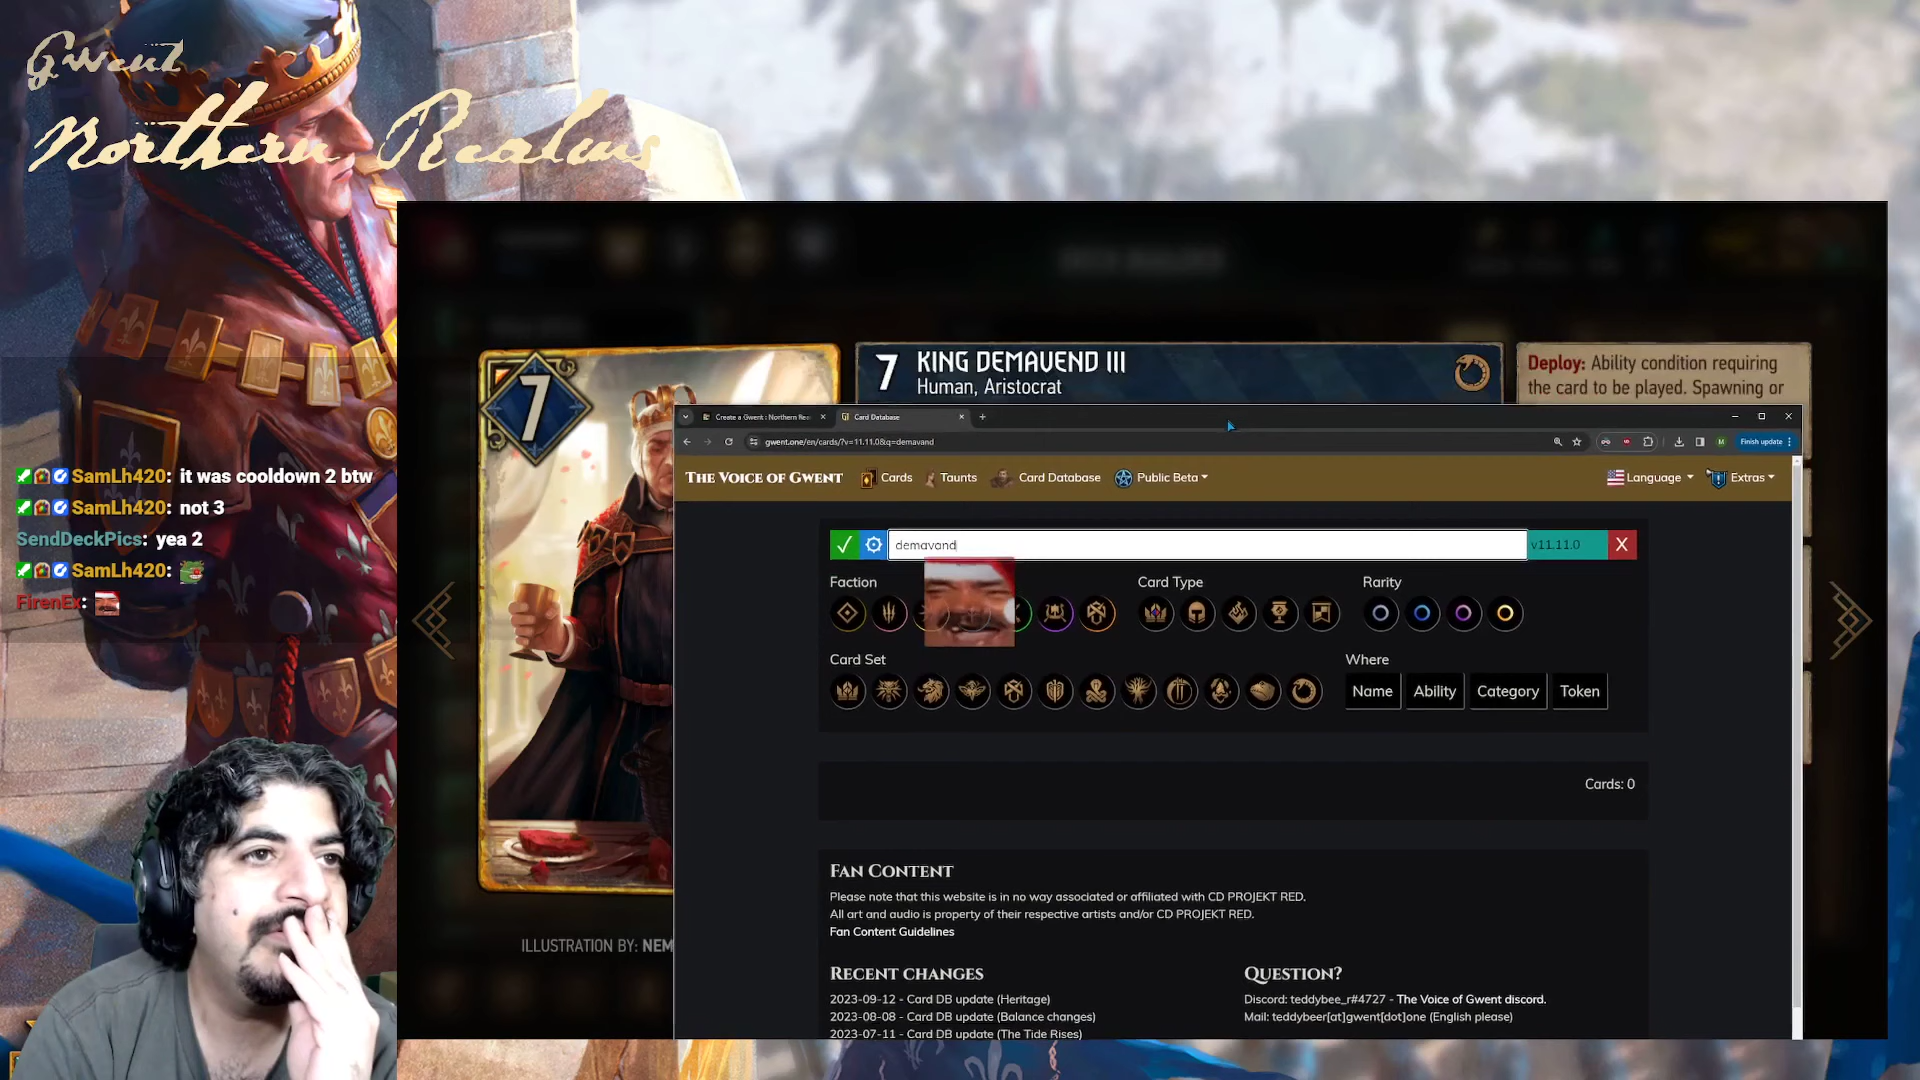 Gwent
Northern Realms
7
7
KING DEMAVEND III
Human, Aristocrat
Deploy: Ability condition requiring
the card to be played. Spawning or
Create a Gwent : Northern Re
Card Database
gwent.one/en/cards/?v=11.11.0&q=demavand
M
Finish update
THE VOICE OF GWENT
Cards
Taunts
Card Database
Public Beta
Language
Extras
demavand
v11.11.0
X
Faction
Card Type
Rarity
Card Set
Where
Name
Ability
Category
Token
Cards: 0
FAN CONTENT
Please note that this website is in no way associated or affiliated with CD PROJEKT RED.
All art and audio is property of their respective artists and/or CD PROJEKT RED.
Fan Content Guidelines
RECENT CHANGES
2023-09-12 - Card DB update (Heritage)
2023-08-08 - Card DB update (Balance changes)
2023-07-11 - Card DB update (The Tide Rises)
QUESTION?
Discord: teddybee_r#4727 - The Voice of Gwent discord.
Mail: teddybeer[at]gwent[dot]one (English please)
ILLUSTRATION BY: NEM
SamLh420: it was cooldown 2 btw
SamLh420: not 3
SendDeckPics: yea 2
SamLh420:
FirenEx: